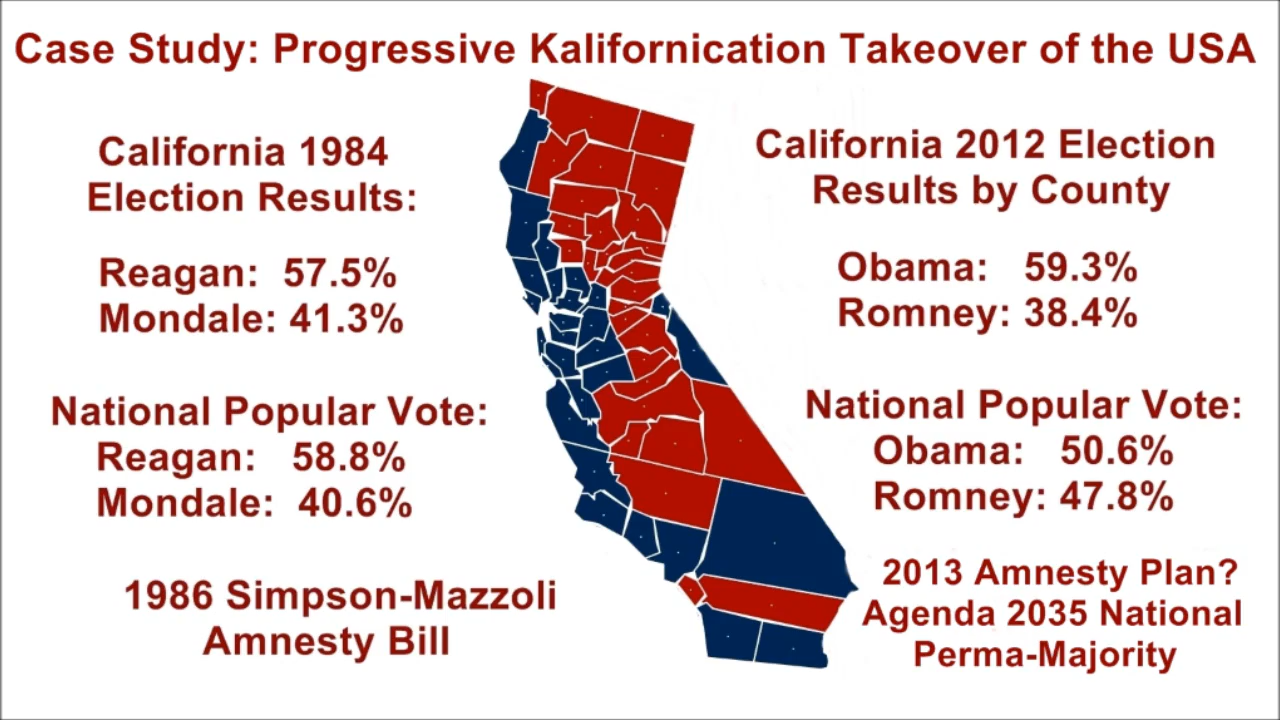 Case Study: Progressive Kalifornication Takeover of the USA
California 1984
Election Results:
Reagan: 57.5%
Mondale: 41.3%
National Popular Vote:
Reagan: 58.8%
Mondale: 40.6%
1986 Simpson-Mazzoli
Amnesty Bill
California 2012 Election
Results by County
Obama: 59.3%
Romney: 38.4%
National Popular Vote:
Obama: 50.6%
Romney: 47.8%
2013 Amnesty Plan?
Agenda 2035 National
Perma-Majority